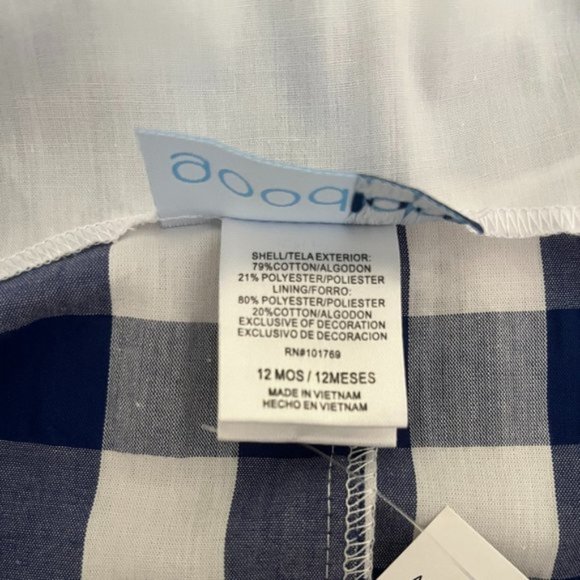 SHELL/TELA EXTERIOR:
79%COTTON/ALGODON
21% POLYESTER/POLIESTER
LINING/FORRO:
80% POLYESTER/POLIESTER
20%COTTON/ALGODON
EXCLUSIVE OF DECORATION
EXCLUSIVO DE DECORACION
RN#101769
12 MOS / 12MESES
MADE IN VIETNAM
HECHO EN VIETNAM